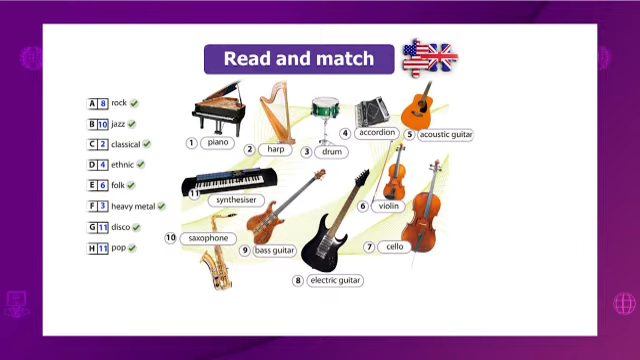 Read and match
A 8 rock
B 10 jazz
C 2 classical
D 4 ethnic
E 6 folk
F 3 heavy metal
G 11 disco
H 11 pop
1 piano
2 harp
3 drum
4 accordion
5 acoustic guitar
11 synthesiser
6 violin
10 saxophone
9 bass guitar
7 cello
8 electric guitar